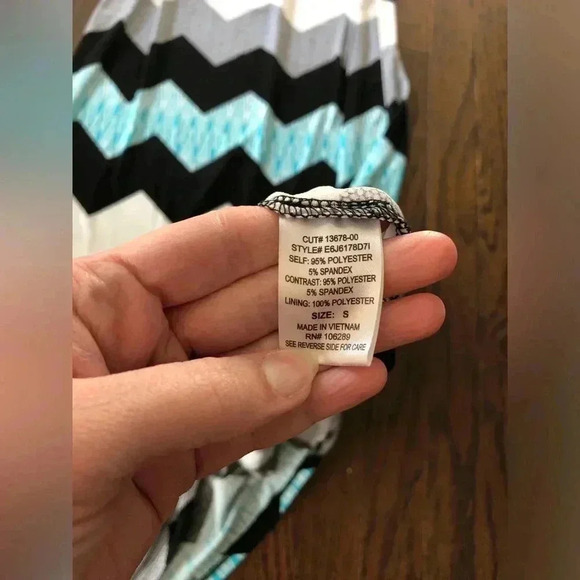 CUT# 13678-00
STYLE# E6J6178D7I
SELF: 95% POLYESTER
5% SPANDEX
CONTRAST: 95% POLYESTER
5% SPANDEX
LINING: 100% POLYESTER
SIZE: S
MADE IN VIETNAM
RN# 106289
SEE REVERSE SIDE FOR CARE